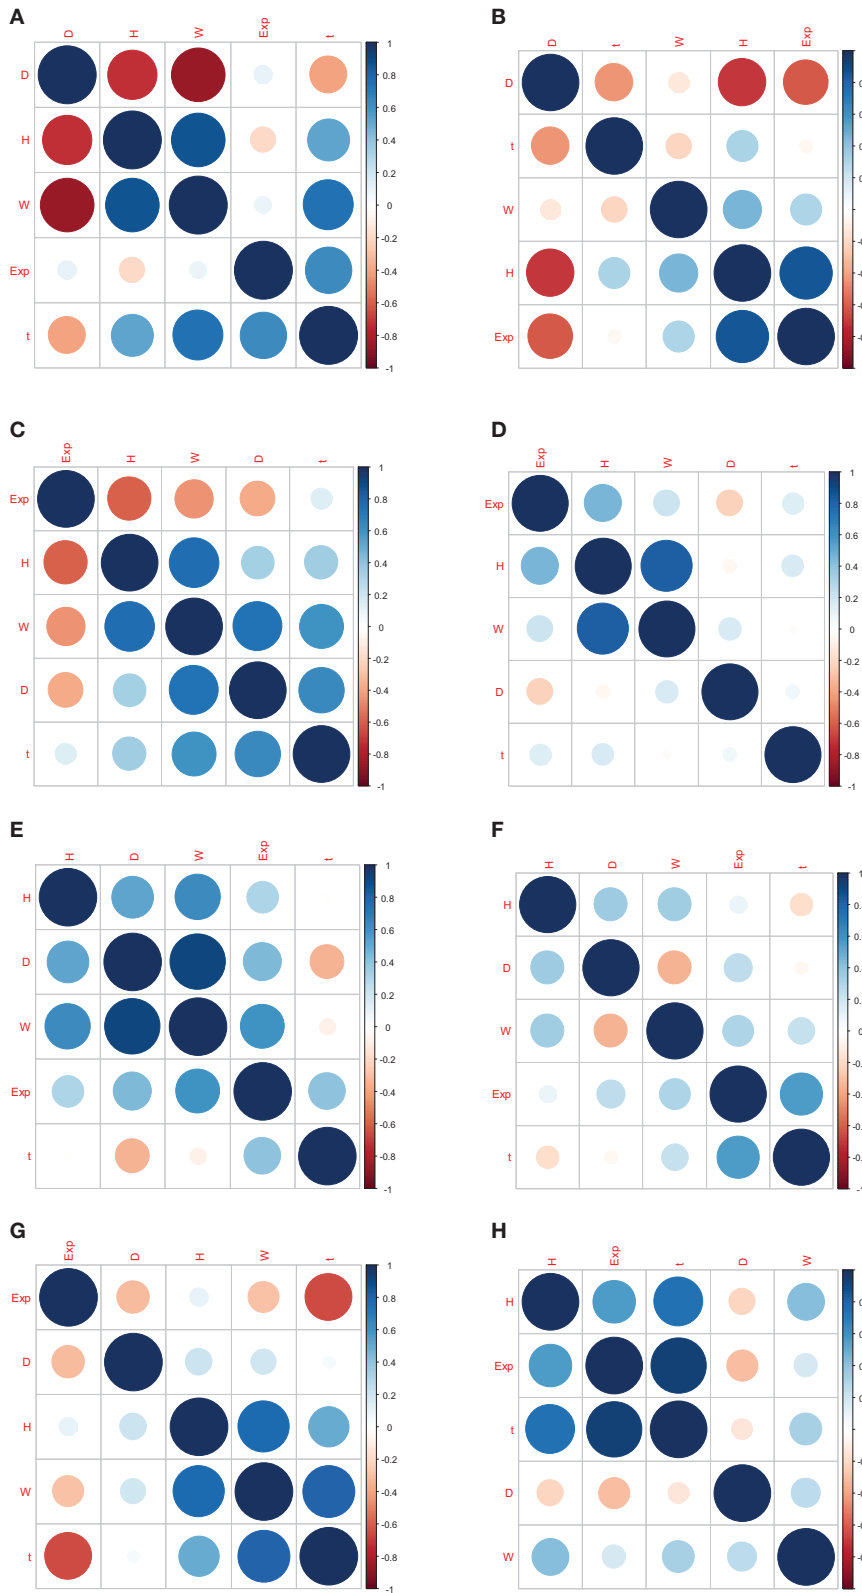 A
D H W Exp t
D
H
W
Exp
t
1
0.8
0.6
0.4
0.2
0
-0.2
-0.4
-0.6
-0.8
-1
B
D t W H Exp
D
t
W
H
Exp
C
Exp H W D t
Exp
H
W
D
t
1
0.8
0.6
0.4
0.2
0
-0.2
-0.4
-0.6
-0.8
-1
D
Exp H W D t
Exp
H
W
D
t
1
0.8
0.6
0.4
0.2
0
-0.2
-0.4
-0.6
-0.8
-1
E
H D W Exp t
H
D
W
Exp
t
1
0.8
0.6
0.4
0.2
0
-0.2
-0.4
-0.6
-0.8
-1
F
H D W Exp t
H
D
W
Exp
t
G
Exp D H W t
Exp
D
H
W
t
1
0.8
0.6
0.4
0.2
0
-0.2
-0.4
-0.6
-0.8
-1
H
H Exp t D W
H
Exp
t
D
W